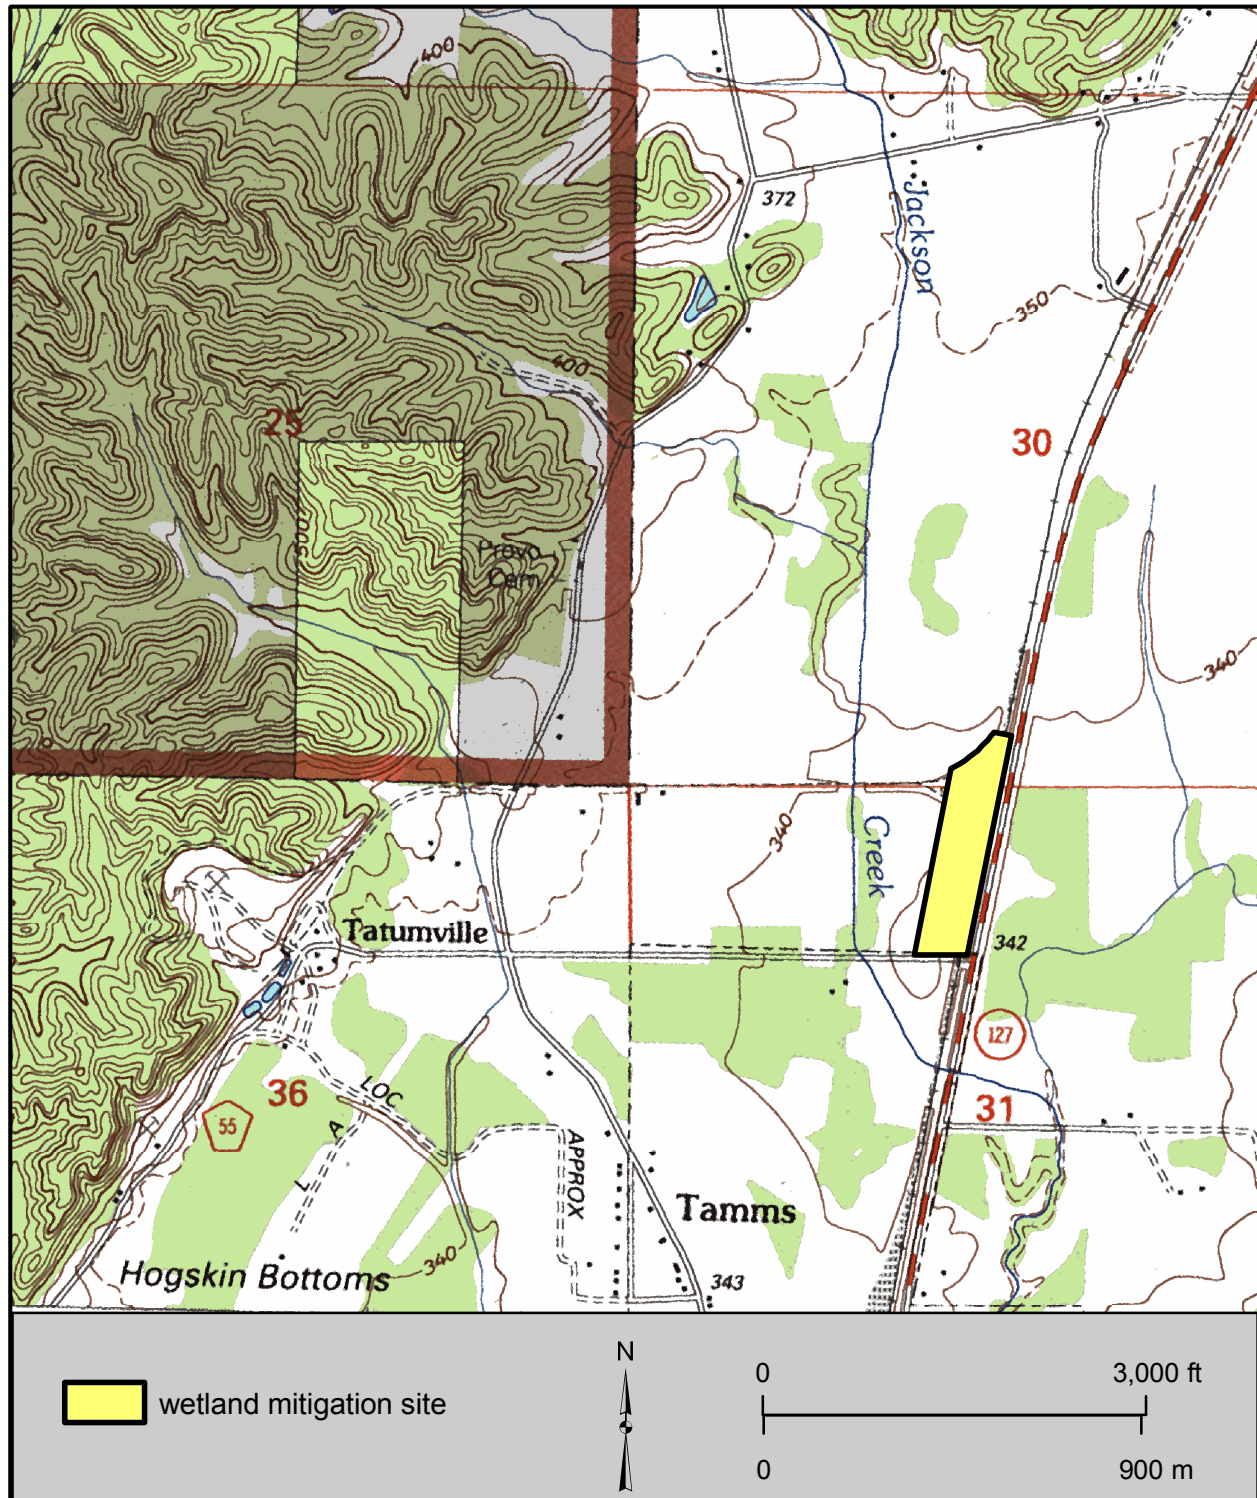 400
372
Jackson
350
400
25
30
500
Provo
Cem
340
340
Creek
Tatumville
342
127
36
LOC
31
55
A
L
APPROX
Tamms
340
Hogskin Bottoms
343
N
0
3,000 ft
wetland mitigation site
0
900 m